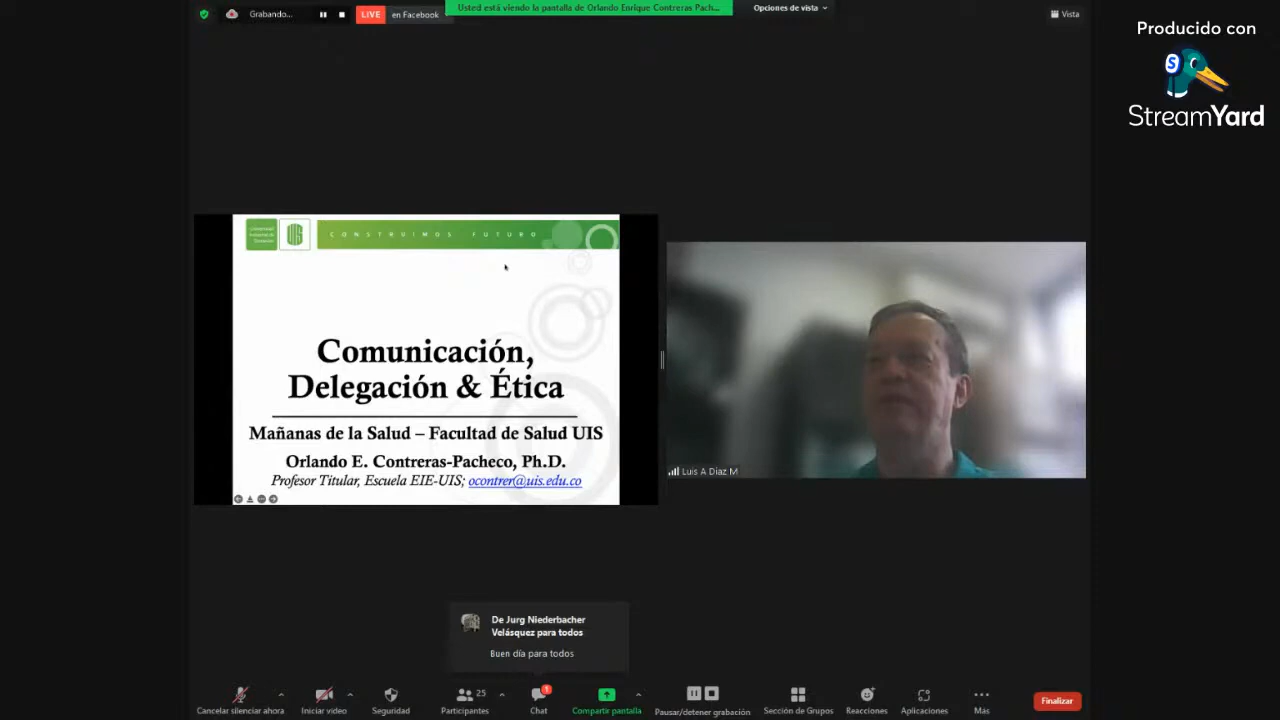 Grabando...
LIVE
en Facebook
Usted está viendo la pantalla de Orlando Enrique Contreras Pach...
Opciones de vista
Vista
Producido con
S
StreamYard
UIS
CONSTRUIMOS FUTURO
Comunicación,
Delegación & Ética
Mañanas de la Salud – Facultad de Salud UIS
Orlando E. Contreras-Pacheco, Ph.D.
Profesor Titular, Escuela EIE-UIS; ocontrer@uis.edu.co
Luis A Diaz M
De Jurg Niederbacher
Velásquez para todos
Buen día para todos
Cancelar silenciar ahora
Iniciar video
Seguridad
25
Participantes
1
Chat
Compartir pantalla
Pausar/detener grabación
Sección de Grupos
Reacciones
Aplicaciones
Más
Finalizar